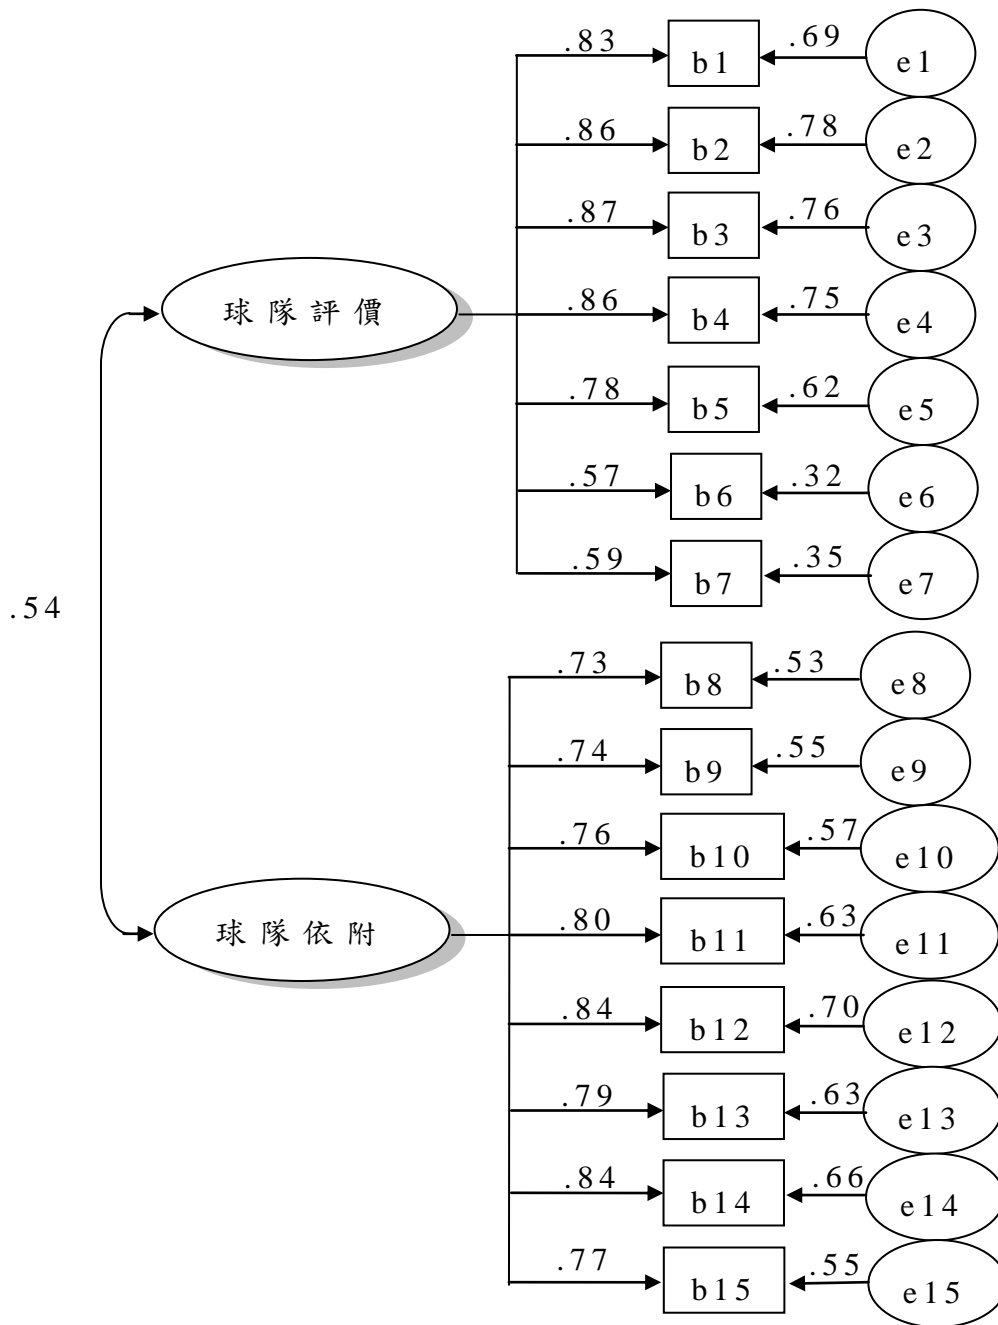 .83 b1 .69 e1
.86 b2 .78 e2
.87 b3 .76 e3
球隊評價 .86 b4 .75 e4
.78 b5 .62 e5
.57 b6 .32 e6
.59 b7 .35 e7
.54
.73 b8 .53 e8
.74 b9 .55 e9
.76 b10 .57 e10
球隊依附 .80 b11 .63 e11
.84 b12 .70 e12
.79 b13 .63 e13
.84 b14 .66 e14
.77 b15 .55 e15